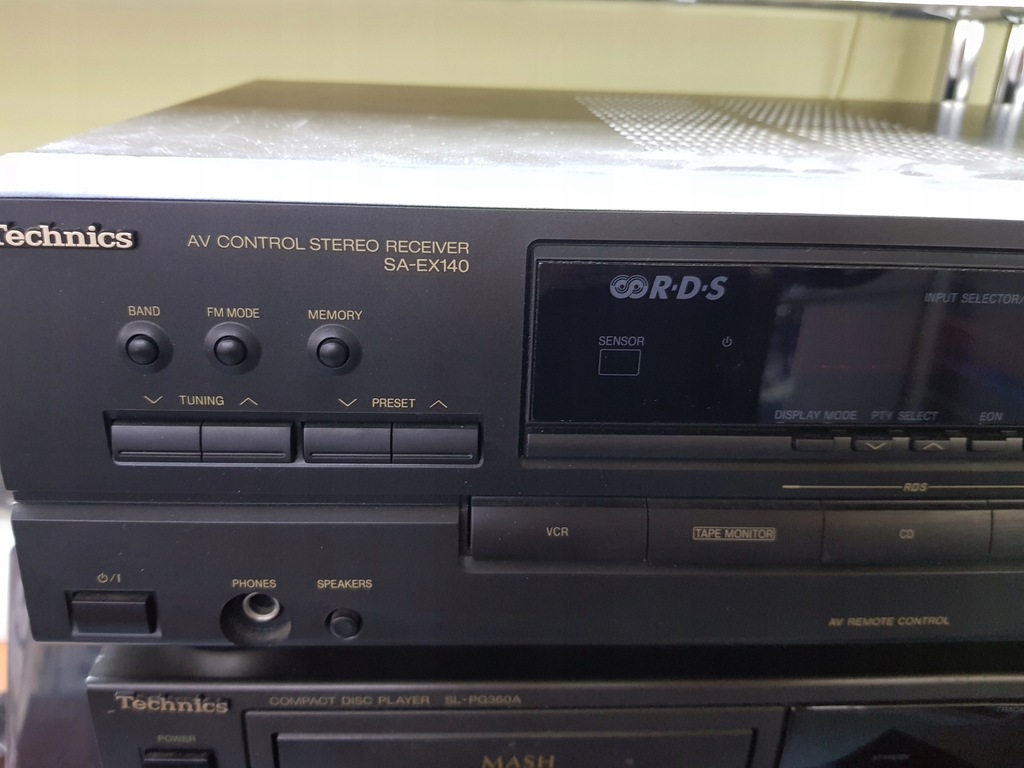 Technics
AV CONTROL STEREO RECEIVER
SA-EX140
R·D·S
INPUT SELECTOR/
BAND
FM MODE
MEMORY
SENSOR
TUNING
PRESET
DISPLAY MODE
PTY SELECT
EON
RDS
VCR
TAPE MONITOR
CD
⏻/I
PHONES
SPEAKERS
AV REMOTE CONTROL
Technics
COMPACT DISC PLAYER SL-PG360A
POWER
MASH